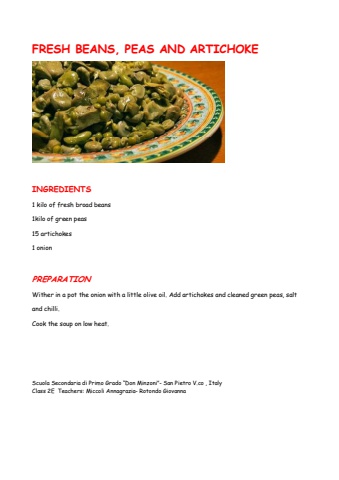 FRESH BEANS, PEAS AND ARTICHOKE
INGREDIENTS
1 kilo of fresh broad beans
1kilo of green peas
15 artichokes
1 onion
PREPARATION
Wither in a pot the onion with a little olive oil. Add artichokes and cleaned green peas, salt
and chilli.
Cook the soup on low heat.
Scuola Secondaria di Primo Grado "Don Minzoni"- San Pietro V.co , Italy
Class 2E Teachers: Miccoli Annagrazia- Rotondo Giovanna